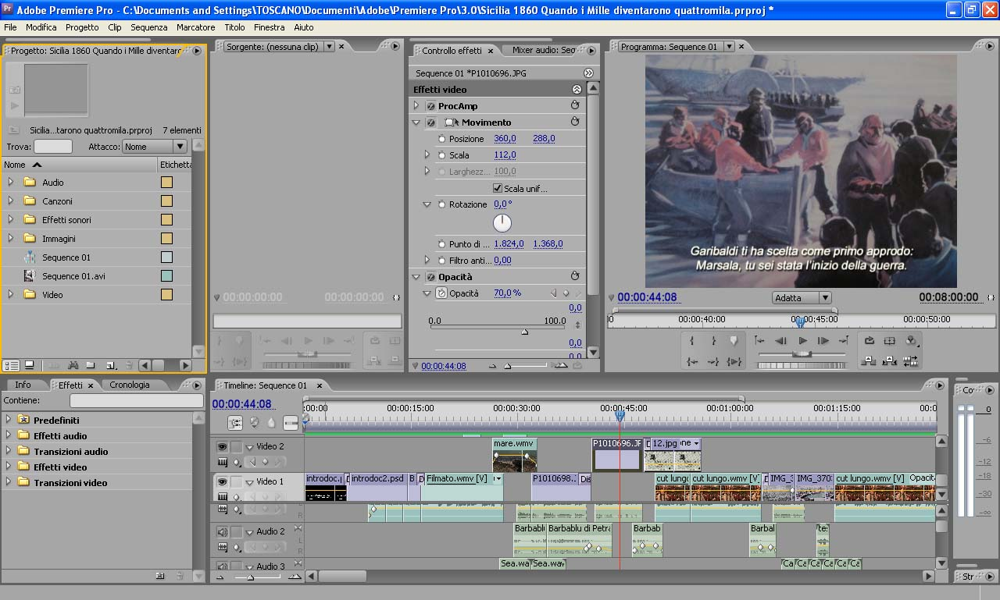 Adobe Premiere Pro - C:\Documents and Settings\TOSCANO\Documenti\Adobe\Premiere Pro\3.0\Sicilia 1860 Quando i Mille diventarono quattromila.prproj *
File Modifica Progetto Clip Sequenza Marcatore Titolo Finestra Aiuto
Progetto: Sicilia 1860 Quando i Mille diventaro
Sicilia...tarono quattromila.prproj 7 elementi
Trova: Attacco: Nome
Nome Etichetta
Audio
Canzoni
Effetti sonori
Immagini
Sequence 01
Sequence 01.avi
Video
Sorgente: (nessuna clip)
00:00:00:00 00:00:00:00
Controllo effetti Mixer audio: Seq
Sequence 01 *P1010696.JPG
Effetti video
ProcAmp
Movimento
Posizione 360,0 288,0
Scala 112,0
Larghezz... 100,0
Scala unif...
Rotazione 0,0°
Punto di ... 1.824,0 1.368,0
Filtro anti... 0,00
Opacità
Opacità 70,0 %
0,0
0.0 100.0
0,0
0,0
00:00:44:08
Programma: Sequence 01
Garibaldi ti ha scelta come primo approdo:
Marsala, tu sei stata l'inizio della guerra.
00:00:44:08 Adatta 00:08:00:00
00:00:40:00 00:00:45:00 00:00:50:00
Info Effetti Cronologia
Contiene:
Predefiniti
Effetti audio
Transizioni audio
Effetti video
Transizioni video
Timeline: Sequence 01
00:00:44:08
:00:00 00:00:15:00 00:00:30:00 00:00:45:00 00:01:00:00 00:01:15:00 00:0
Video 2
mare.wmv P1010696.JP 12.jpg
Video 1
introdoc. introdoc2.psd B D Filmato.wmv [V] P1010698.. Dis cut lungo cut lungo.wmv [V] IMG_3 IMG_370 cut lungo.wmv [V] Opacit
Audio 2
Barbablu Barbablu di Petra Barbab Barbal
Audio 3
Sea.wa Sea.wav Ca Ca Ca Ca Ca Ca
0
-6
-12
-18
-30
-∞
Str